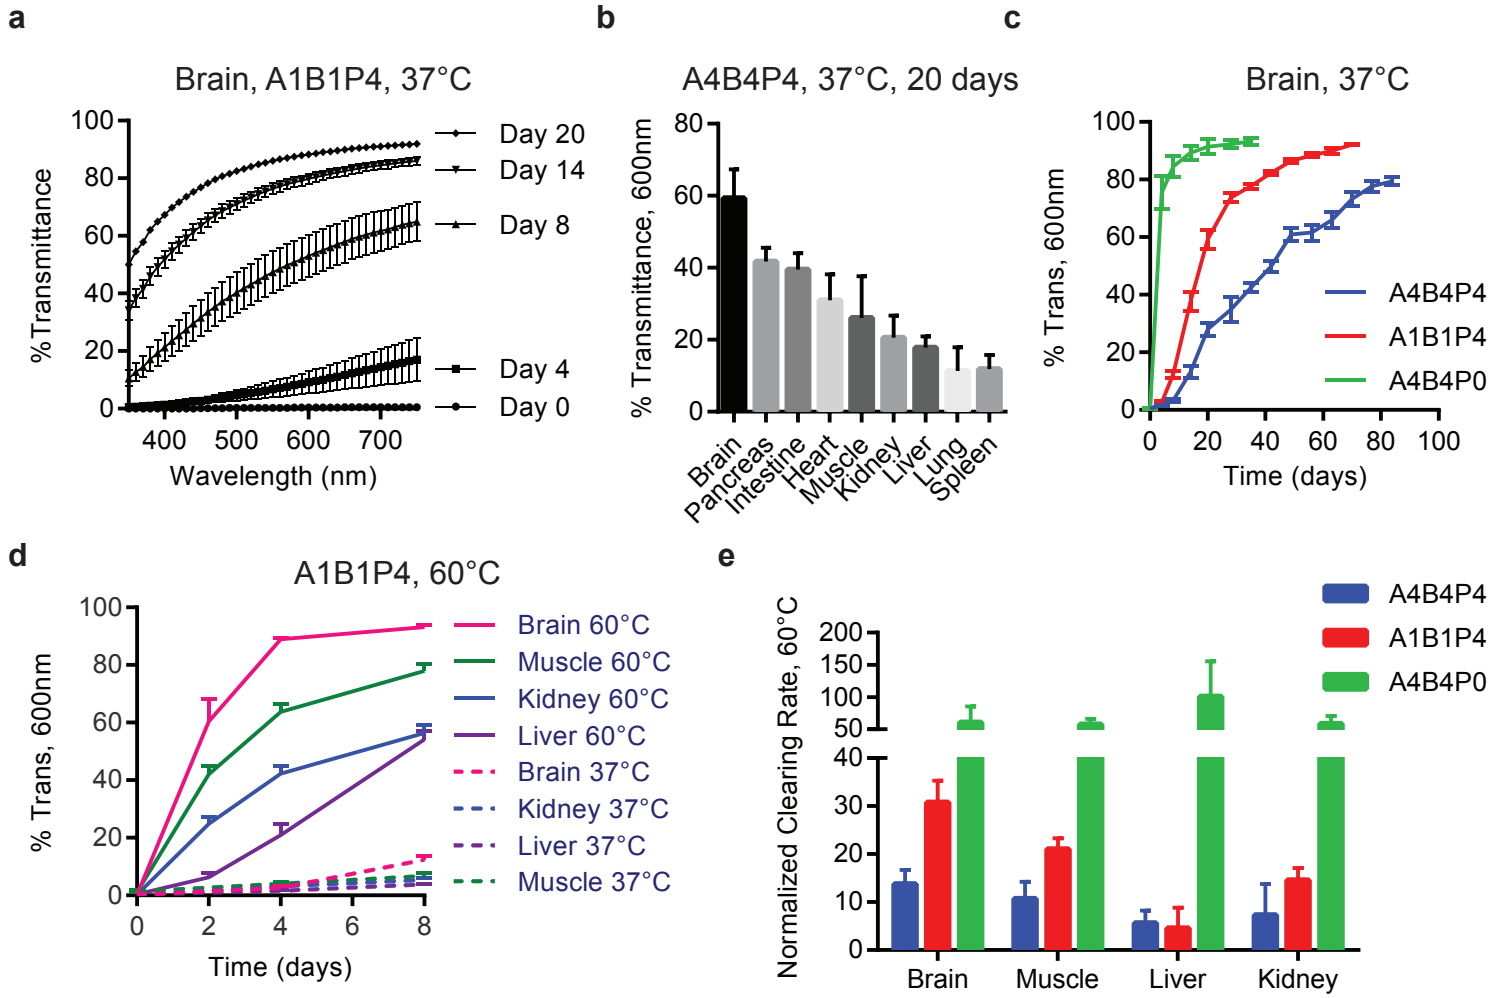 a
Brain, A1B1P4, 37°C
%Transmittance
100
80
60
40
20
0
400
500
600
700
Wavelength (nm)
Day 20
Day 14
Day 8
Day 4
Day 0
b
A4B4P4, 37°C, 20 days
% Transmittance, 600nm
80
60
40
20
0
Brain
Pancreas
Intestine
Heart
Muscle
Kidney
Liver
Lung
Spleen
c
Brain, 37°C
% Trans, 600nm
100
80
60
40
20
0
0
20
40
60
80
100
Time (days)
A4B4P4
A1B1P4
A4B4P0
d
A1B1P4, 60°C
% Trans, 600nm
100
80
60
40
20
0
0
2
4
6
8
Time (days)
Brain 60°C
Muscle 60°C
Kidney 60°C
Liver 60°C
Brain 37°C
Kidney 37°C
Liver 37°C
Muscle 37°C
e
Normalized Clearing Rate, 60°C
200
150
100
50
40
30
20
10
0
Brain
Muscle
Liver
Kidney
A4B4P4
A1B1P4
A4B4P0